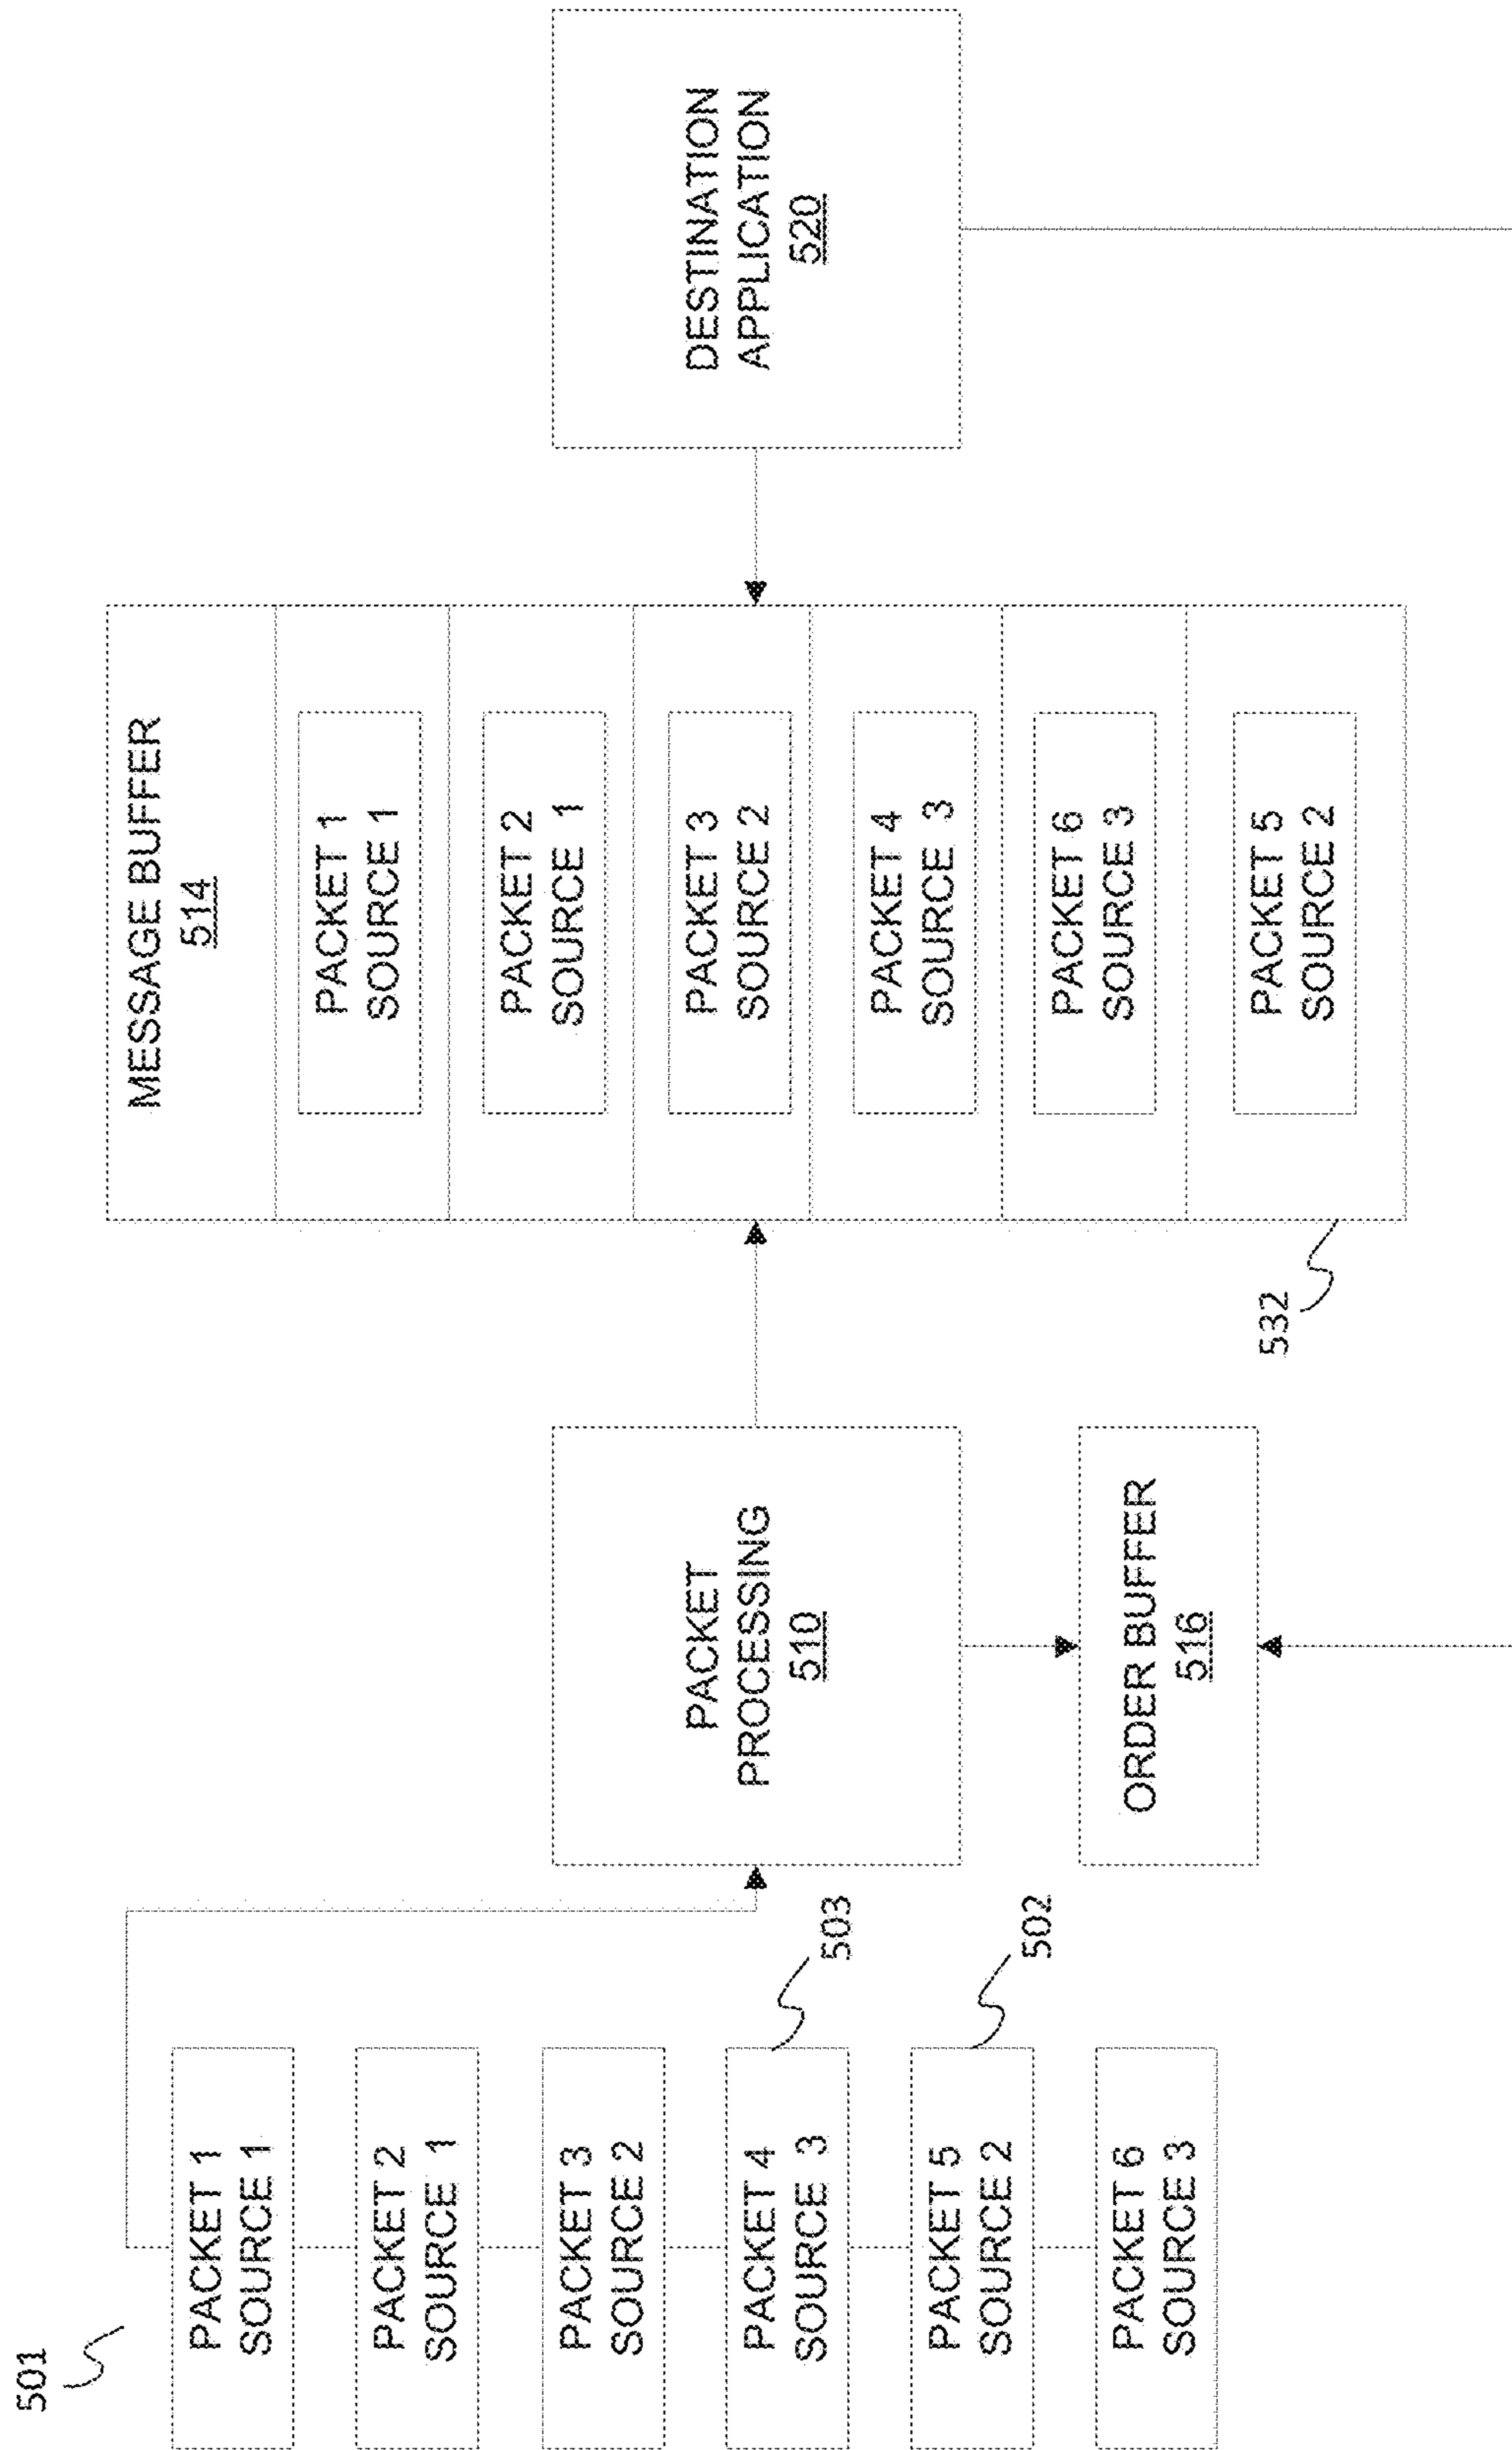 501
PACKET 1
SOURCE 1
PACKET 2
SOURCE 1
PACKET 3
SOURCE 2
PACKET 4
SOURCE 3
503
PACKET 5
SOURCE 2
502
PACKET 6
SOURCE 3
PACKET
PROCESSING
510
ORDER BUFFER
516
MESSAGE BUFFER
514
PACKET 1
SOURCE 1
PACKET 2
SOURCE 1
PACKET 3
SOURCE 2
PACKET 4
SOURCE 3
PACKET 6
SOURCE 3
PACKET 5
SOURCE 2
532
DESTINATION
APPLICATION
520